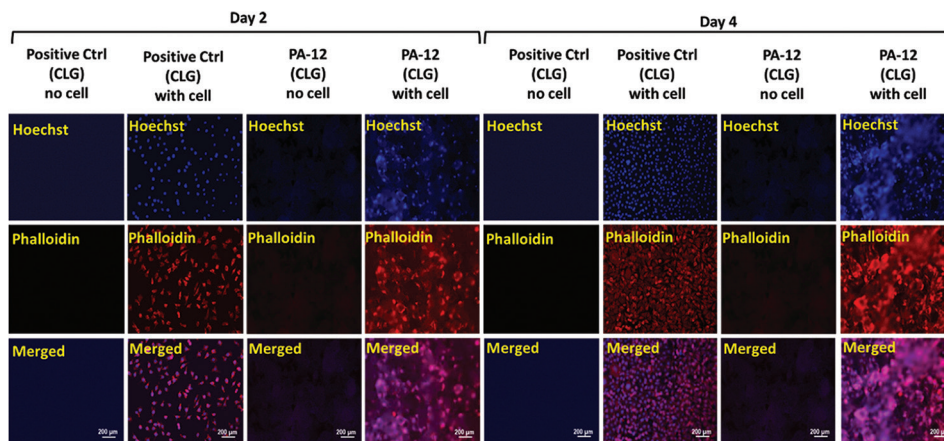 Day 2
Day 4
Positive Ctrl
(CLG)
no cell
Positive Ctrl
(CLG)
with cell
PA-12
(CLG)
no cell
PA-12
(CLG)
with cell
Positive Ctrl
(CLG)
no cell
Positive Ctrl
(CLG)
with cell
PA-12
(CLG)
no cell
PA-12
(CLG)
with cell
Hoechst Hoechst Hoechst Hoechst Hoechst Hoechst Hoechst Hoechst
Phalloidin Phalloidin Phalloidin Phalloidin Phalloidin Phalloidin Phalloidin Phalloidin
Merged Merged Merged Merged Merged Merged Merged Merged
200 µm 200 µm 200 µm 200 µm 200 µm 200 µm 200 µm 200 µm